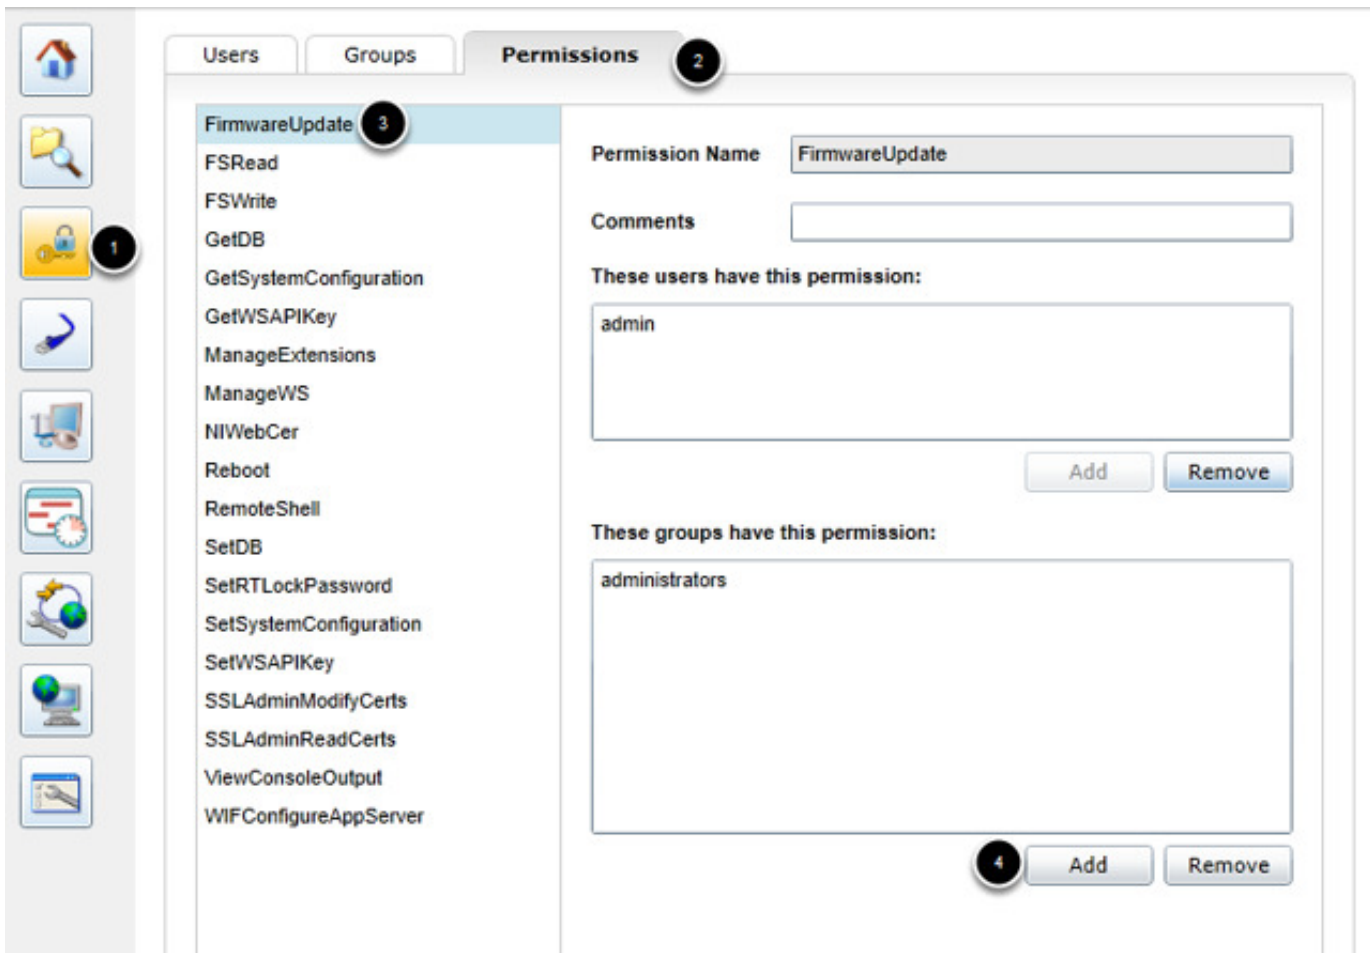 Users
Groups
Permissions
2
FirmwareUpdate
3
FSRead
FSWrite
GetDB
1
GetSystemConfiguration
GetWSAPIKey
ManageExtensions
ManageWS
NIWebCer
Reboot
RemoteShell
SetDB
SetRTLockPassword
SetSystemConfiguration
SetWSAPIKey
SSLAdminModifyCerts
SSLAdminReadCerts
ViewConsoleOutput
WIFConfigureAppServer
Permission Name
FirmwareUpdate
Comments
These users have this permission:
admin
Add
Remove
These groups have this permission:
administrators
4
Add
Remove